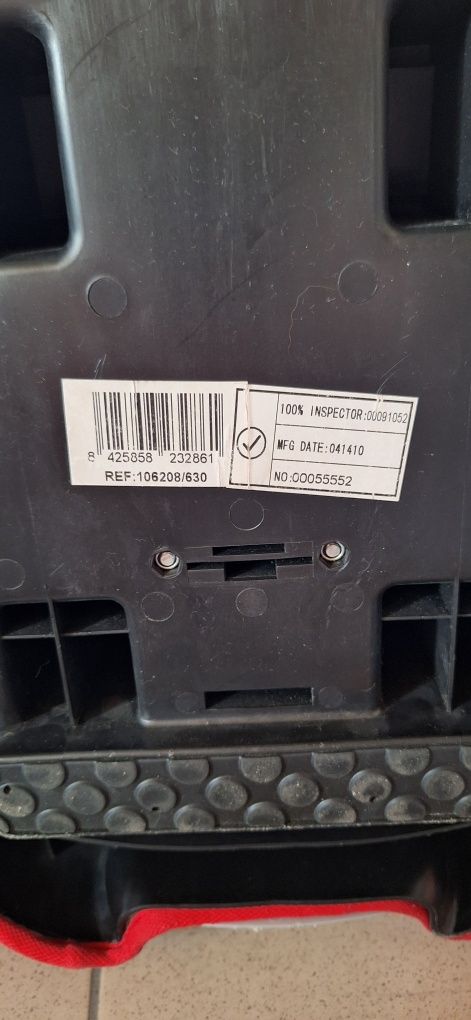 8 425858 232861
REF:106208/630
100% INSPECTOR:00091052
MFG DATE:041410
NO:00055552